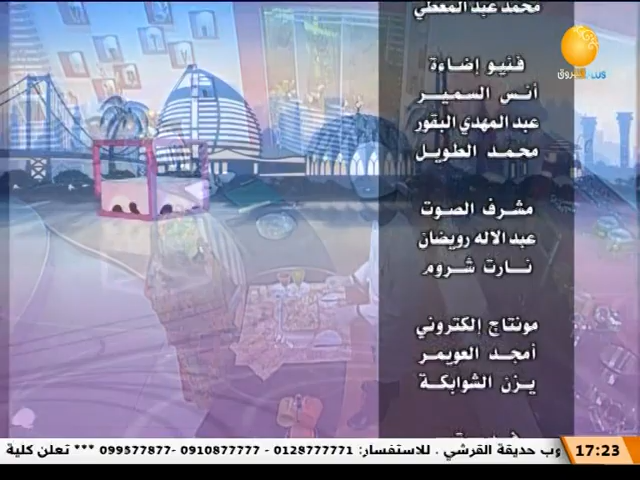 محمد عبد المعطي
فنيو إضاءة
أنس السمير
عبد المهدي البقور
محمد الطويل
مشرف الصوت
عبد الاله رويضان
نارت شروم
مونتاج إلكتروني
أمجد العويمر
يزن الشوابكة
الشروق
17:23
وب حديقة القرشي . للاستفسار: 0128777771 - 0910877777 -099577877 *** تعلن كلية